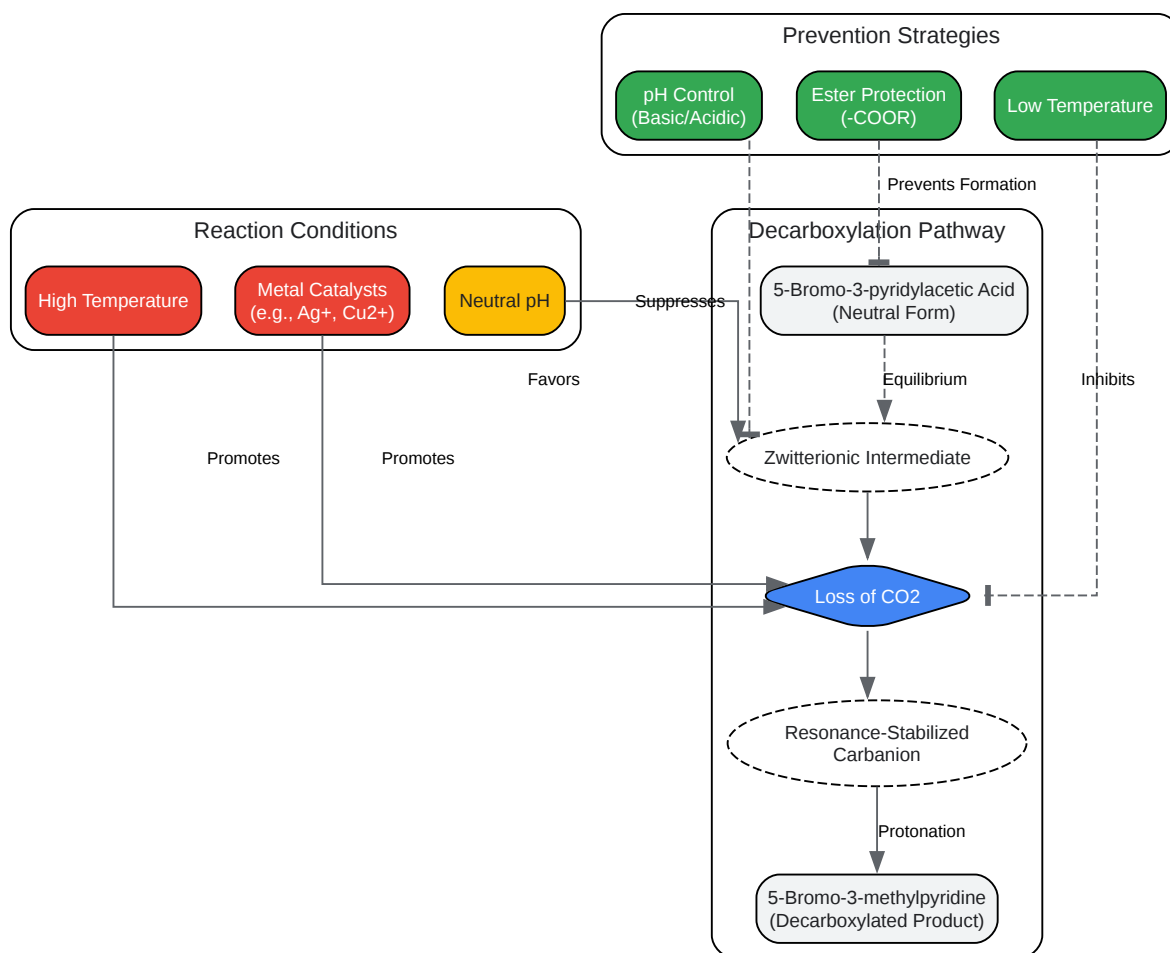 Prevention Strategies
pH Control
(Basic/Acidic)
Ester Protection
(-COOR)
Low Temperature
Prevents Formation
Reaction Conditions
High Temperature
Metal Catalysts
(e.g., Ag+, Cu2+)
Neutral pH
Suppresses
Decarboxylation Pathway
5-Bromo-3-pyridylacetic Acid
(Neutral Form)
Favors
Equilibrium
Inhibits
Promotes
Promotes
Zwitterionic Intermediate
Loss of CO2
Resonance-Stabilized
Carbanion
Protonation
5-Bromo-3-methylpyridine
(Decarboxylated Product)